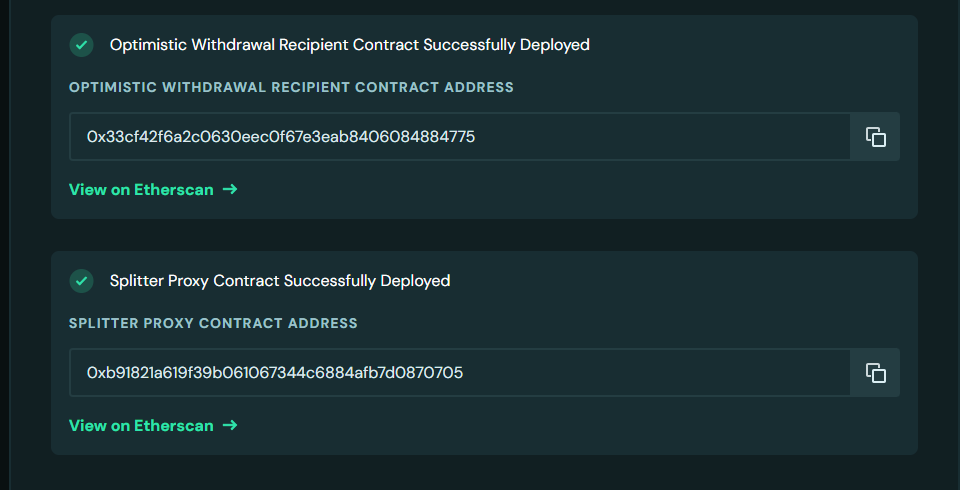 Optimistic Withdrawal Recipient Contract Successfully Deployed
OPTIMISTIC WITHDRAWAL RECIPIENT CONTRACT ADDRESS
0x33cf42f6a2c0630eec0f67e3eab8406084884775
View on Etherscan →
Splitter Proxy Contract Successfully Deployed
SPLITTER PROXY CONTRACT ADDRESS
0xb91821a619f39b061067344c6884afb7d0870705
View on Etherscan →